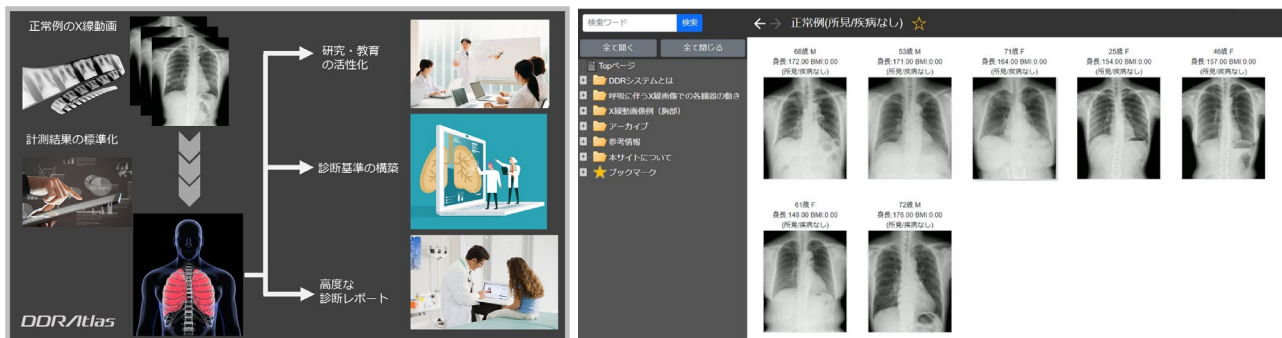 正常例のX線動画
計測結果の標準化
研究・教育
の活性化
診断基準の構築
高度な
診断レポート
DDRAtlas
検索ワード
検索
全て開く
全て閉じる
Topページ
DDRシステムとは
呼吸に伴うX線画像での各臓器の動き
X線動画像例(胸部)
アーカイブ
参考情報
本サイトについて
ブックマーク
正常例(所見/疾病なし)
68歳 M
身長:172.00 BMI:0.00
(所見/疾病なし)
53歳 M
身長:171.00 BMI:0.00
(所見/疾病なし)
71歳 F
身長:164.00 BMI:0.00
(所見/疾病なし)
25歳 F
身長:154.00 BMI:0.00
(所見/疾病なし)
46歳 F
身長:157.00 BMI:0.00
(所見/疾病なし)
61歳 F
身長:148.00 BMI:0.00
(所見/疾病なし)
72歳 M
身長:176.00 BMI:0.00
(所見/疾病なし)